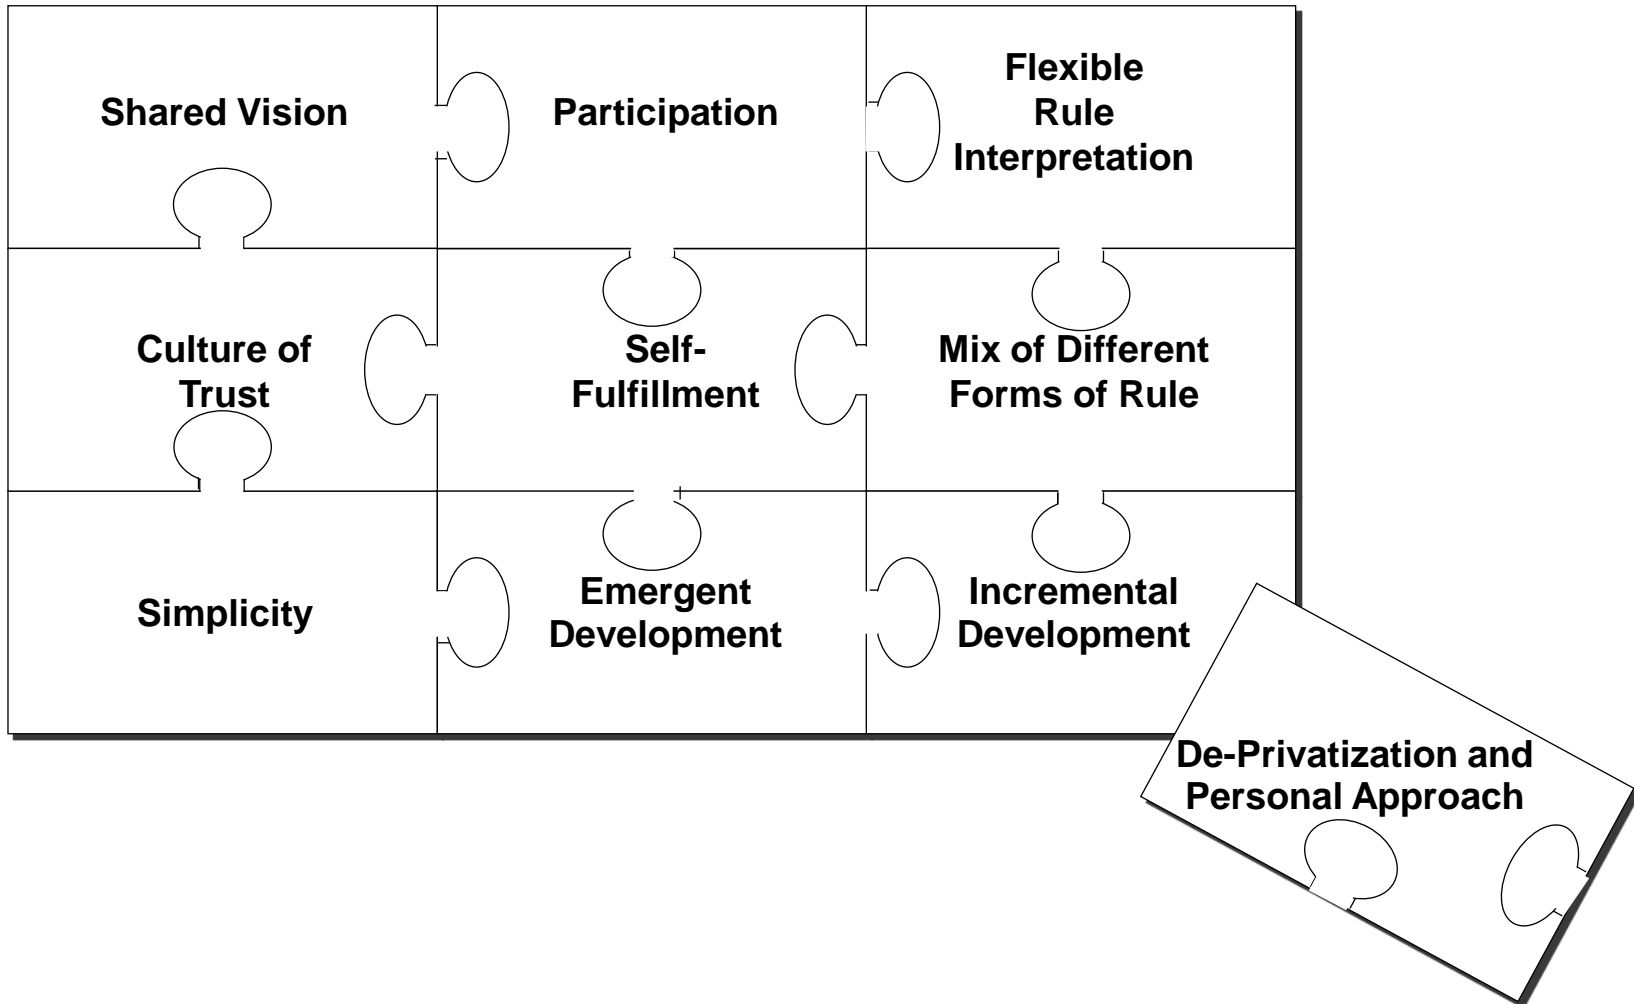 Shared Vision
Participation
Flexible
Rule
Interpretation
Culture of
Trust
Self-
Fulfillment
Mix of Different
Forms of Rule
Simplicity
Emergent
Development
Incremental
Development
De-Privatization and
Personal Approach